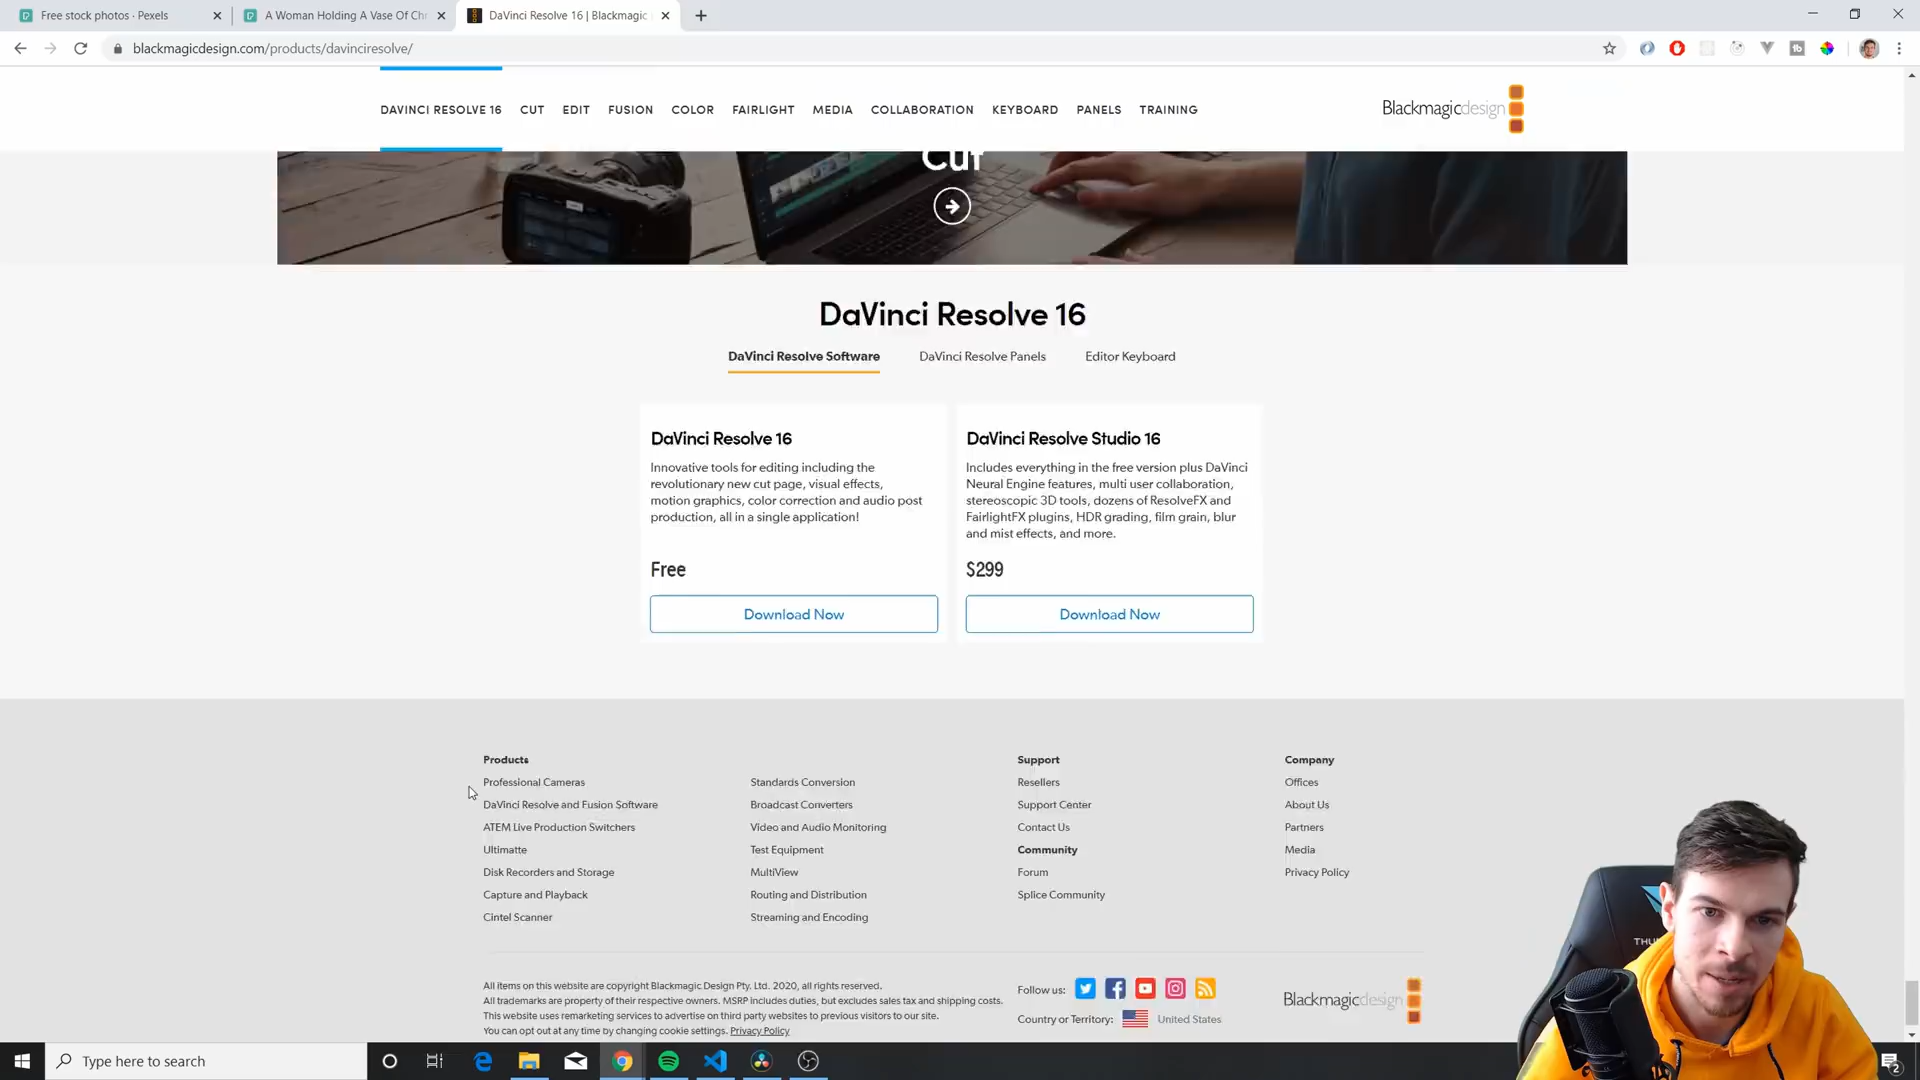 Free stock photos · Pexels
A Woman Holding A Vase Of Chr
DaVinci Resolve 16 | Blackmagic
blackmagicdesign.com/products/davinciresolve/
DAVINCI RESOLVE 16 CUT EDIT FUSION COLOR FAIRLIGHT MEDIA COLLABORATION KEYBOARD PANELS TRAINING
Blackmagicdesign
Cut
DaVinci Resolve 16
DaVinci Resolve Software DaVinci Resolve Panels Editor Keyboard
DaVinci Resolve 16
Innovative tools for editing including the
revolutionary new cut page, visual effects,
motion graphics, color correction and audio post
production, all in a single application!
Free
Download Now
DaVinci Resolve Studio 16
Includes everything in the free version plus DaVinci
Neural Engine features, multi user collaboration,
stereoscopic 3D tools, dozens of ResolveFX and
FairlightFX plugins, HDR grading, film grain, blur
and mist effects, and more.
$299
Download Now
Products
Professional Cameras
DaVinci Resolve and Fusion Software
ATEM Live Production Switchers
Ultimatte
Disk Recorders and Storage
Capture and Playback
Cintel Scanner
Standards Conversion
Broadcast Converters
Video and Audio Monitoring
Test Equipment
MultiView
Routing and Distribution
Streaming and Encoding
Support
Resellers
Support Center
Contact Us
Community
Forum
Splice Community
Company
Offices
About Us
Partners
Media
Privacy Policy
All items on this website are copyright Blackmagic Design Pty. Ltd. 2020, all rights reserved.
All trademarks are property of their respective owners. MSRP includes duties, but excludes sales tax and shipping costs.
This website uses remarketing services to advertise on third party websites to previous visitors to our site.
You can opt out at any time by changing cookie settings. Privacy Policy
Follow us:
Country or Territory: United States
Blackmagicdesign
THU
Type here to search
2